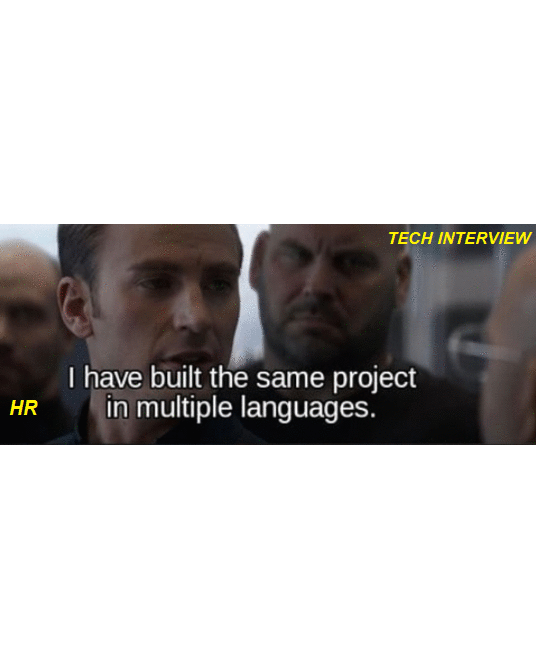 TECH INTERVIEW
I have built the same project
in multiple languages.
HR